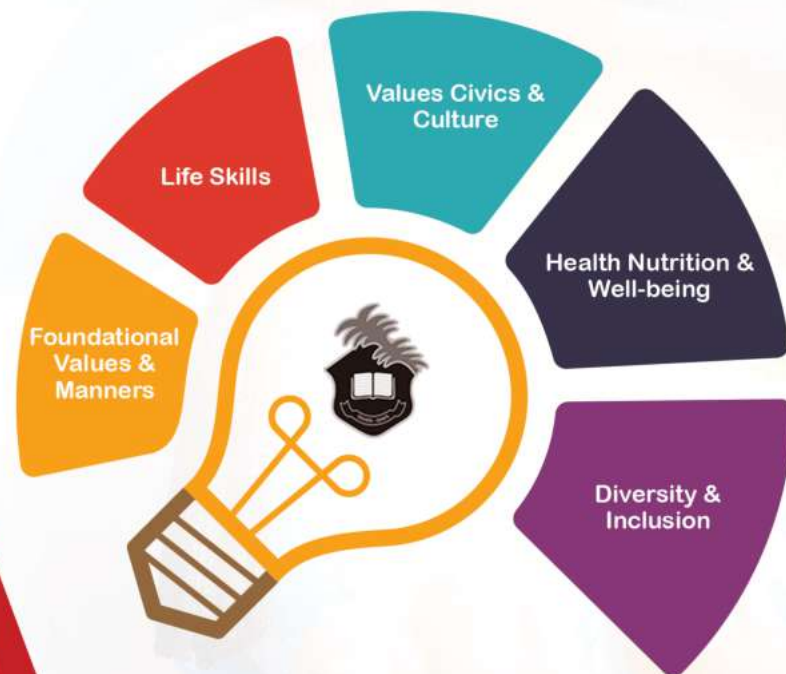 Foundational
Values &
Manners
Life Skills
Values Civics &
Culture
Health Nutrition &
Well-being
Diversity &
Inclusion